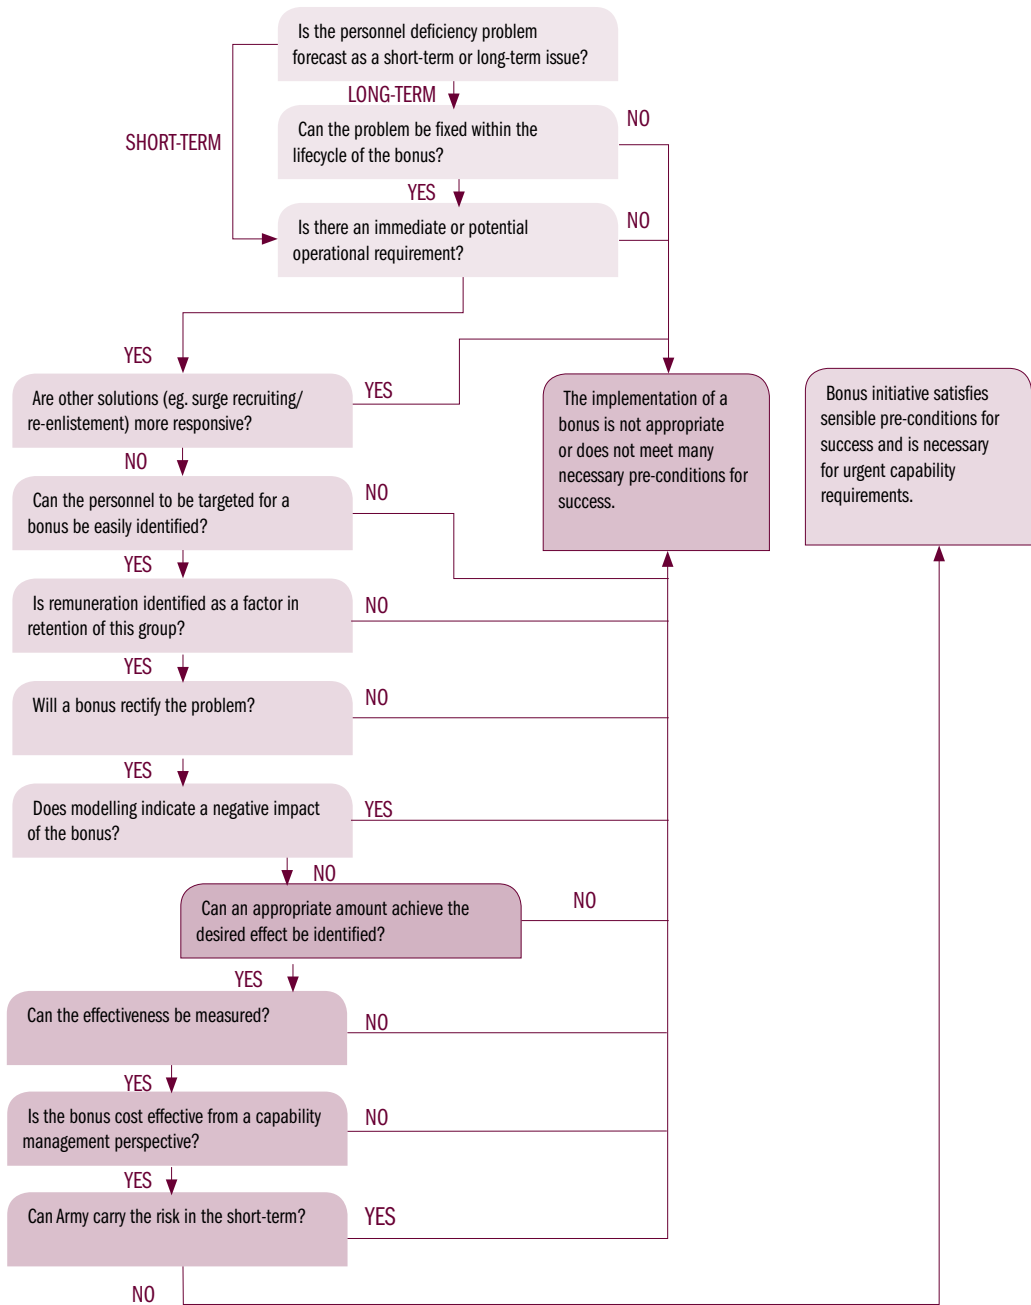 Is the personnel deficiency problem
forecast as a short-term or long-term issue?
LONG-TERM
SHORT-TERM
Can the problem be fixed within the
lifecycle of the bonus?
NO
YES
Is there an immediate or potential
operational requirement?
NO
YES
Are other solutions (eg. surge recruiting/
re-enlistement) more responsive?
YES
NO
The implementation of a
bonus is not appropriate
or does not meet many
necessary pre-conditions for
success.
Bonus initiative satisfies
sensible pre-conditions for
success and is necessary
for urgent capability
requirements.
Can the personnel to be targeted for a
bonus be easily identified?
NO
YES
Is remuneration identified as a factor in
retention of this group?
NO
YES
Will a bonus rectify the problem?
NO
YES
Does modelling indicate a negative impact
of the bonus?
YES
NO
Can an appropriate amount achieve the
desired effect be identified?
NO
YES
Can the effectiveness be measured?
NO
YES
Is the bonus cost effective from a capability
management perspective?
NO
YES
Can Army carry the risk in the short-term?
YES
NO